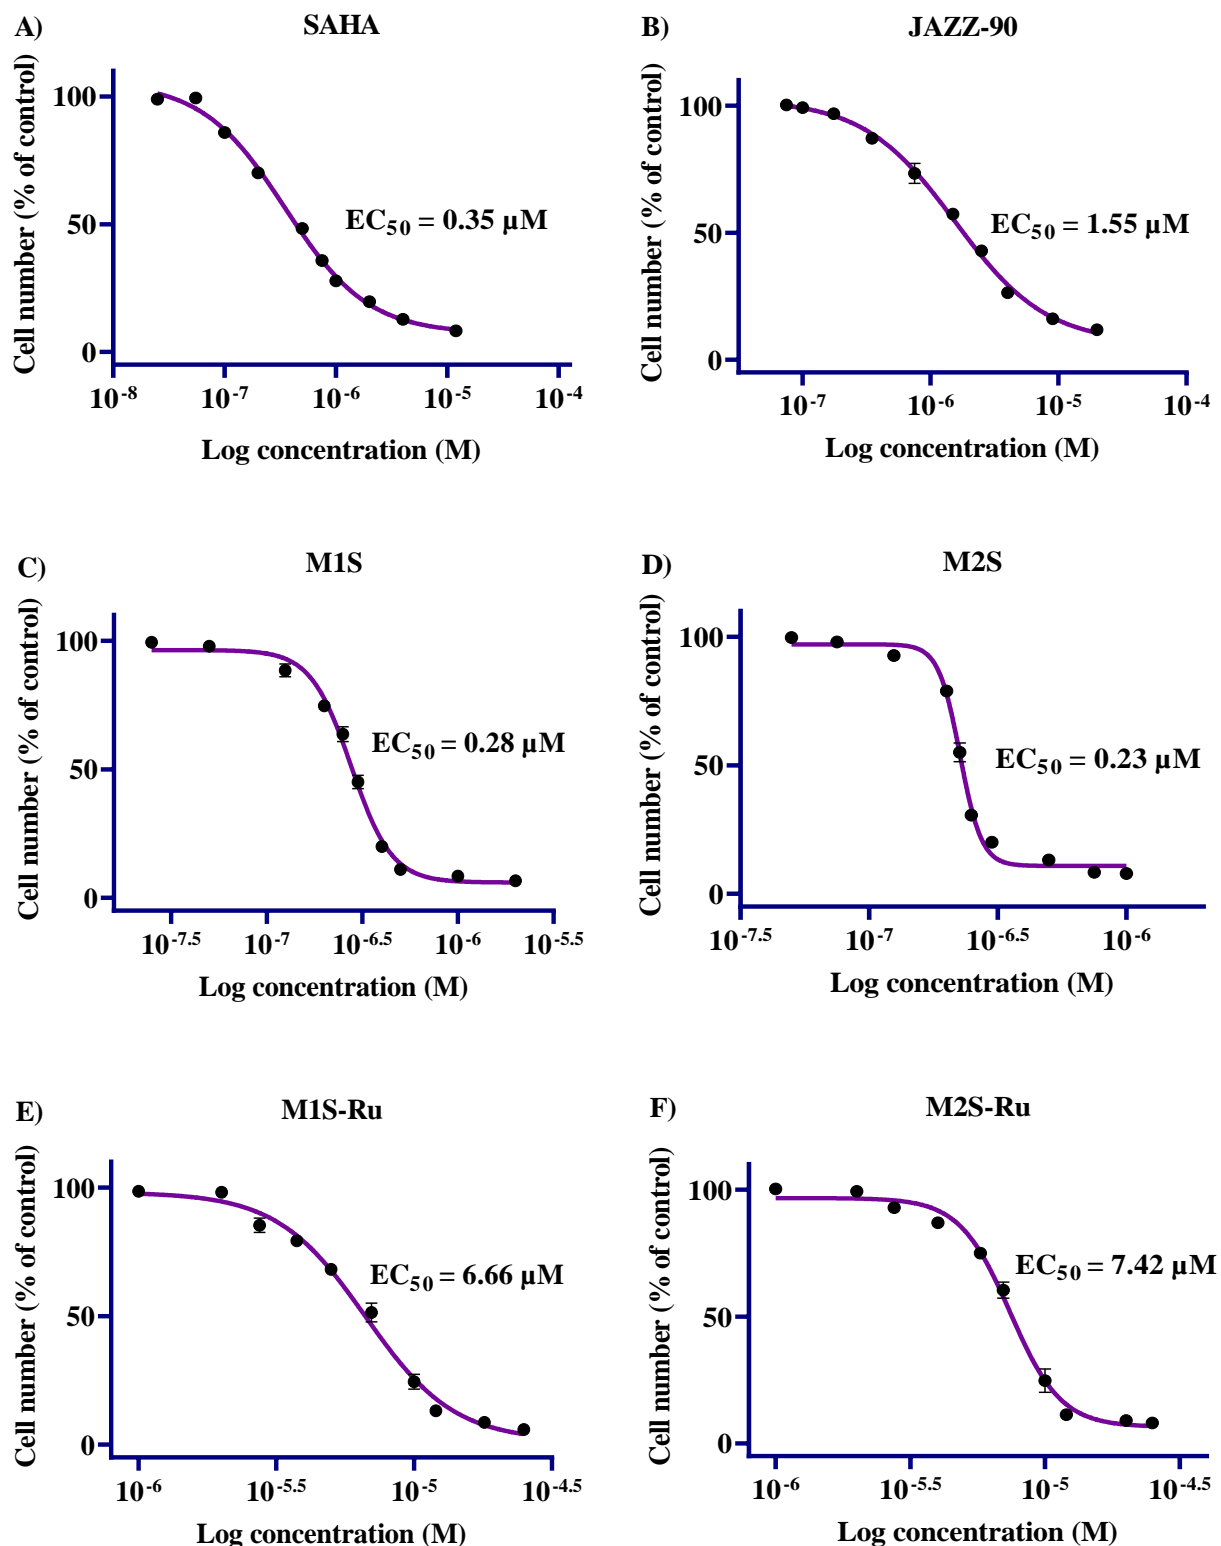 A)
SAHA
Cell number (% of control)
100
50
0
EC50 = 0.35 µM
10-8 10-7 10-6 10-5 10-4
Log concentration (M)
B)
JAZZ-90
Cell number (% of control)
100
50
0
EC50 = 1.55 µM
10-7 10-6 10-5 10-4
Log concentration (M)
C)
M1S
Cell number (% of control)
100
50
0
EC50 = 0.28 µM
10-7.5 10-7 10-6.5 10-6 10-5.5
Log concentration (M)
D)
M2S
Cell number (% of control)
100
50
0
EC50 = 0.23 µM
10-7.5 10-7 10-6.5 10-6
Log concentration (M)
E)
M1S-Ru
Cell number (% of control)
100
50
0
EC50 = 6.66 µM
10-6 10-5.5 10-5 10-4.5
Log concentration (M)
F)
M2S-Ru
Cell number (% of control)
100
50
0
EC50 = 7.42 µM
10-6 10-5.5 10-5 10-4.5
Log concentration (M)